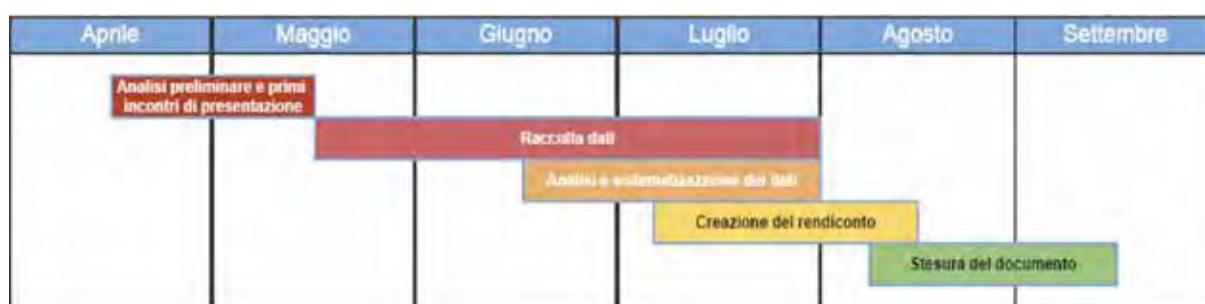 Aprile Maggio Giugno Luglio Agosto Settembre
Analisi preliminare e primi
incontri di presentazione
Raccolta dati
Analisi e sistematizzazione dei dati
Creazione del rendiconto
Stesura del documento